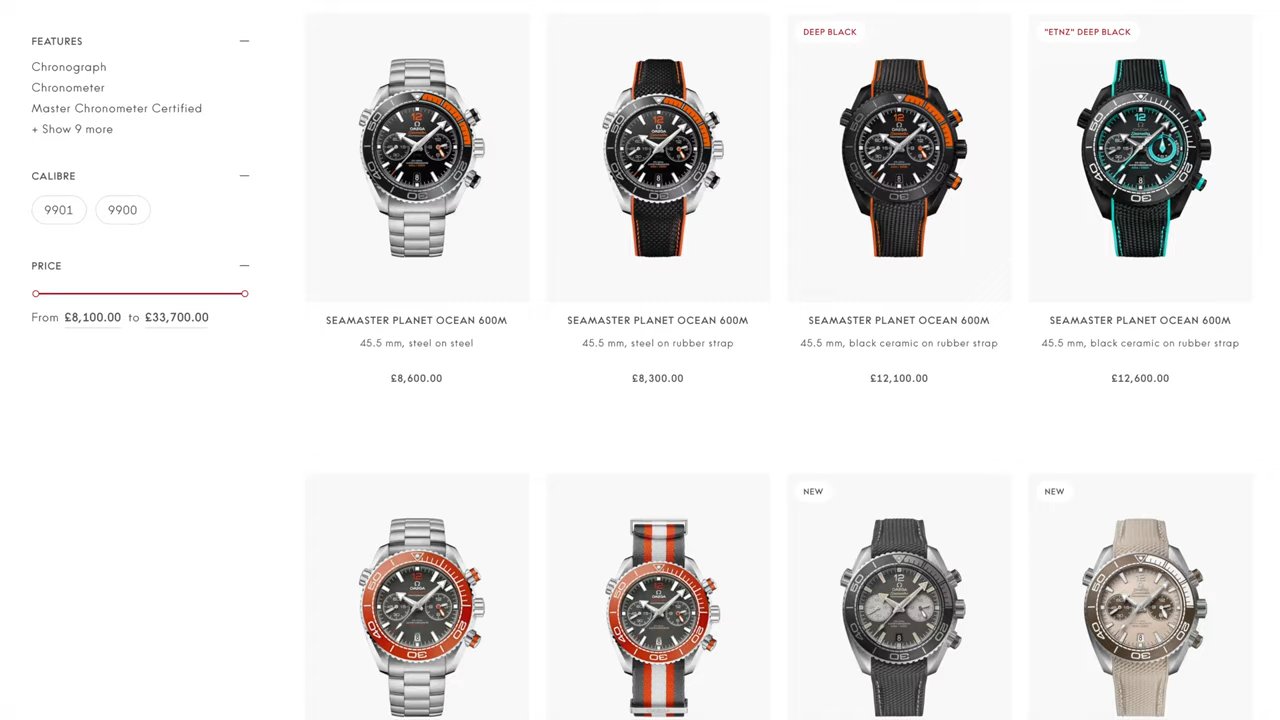 FEATURES
Chronograph
Chronometer
Master Chronometer Certified
+ Show 9 more
CALIBRE
9901
9900
PRICE
From £8,100.00 to £33,700.00
DEEP BLACK
"ETNZ" DEEP BLACK
SEAMASTER PLANET OCEAN 600M
45.5 mm, steel on steel
£8,600.00
SEAMASTER PLANET OCEAN 600M
45.5 mm, steel on rubber strap
£8,300.00
SEAMASTER PLANET OCEAN 600M
45.5 mm, black ceramic on rubber strap
£12,100.00
SEAMASTER PLANET OCEAN 600M
45.5 mm, black ceramic on rubber strap
£12,600.00
NEW
NEW